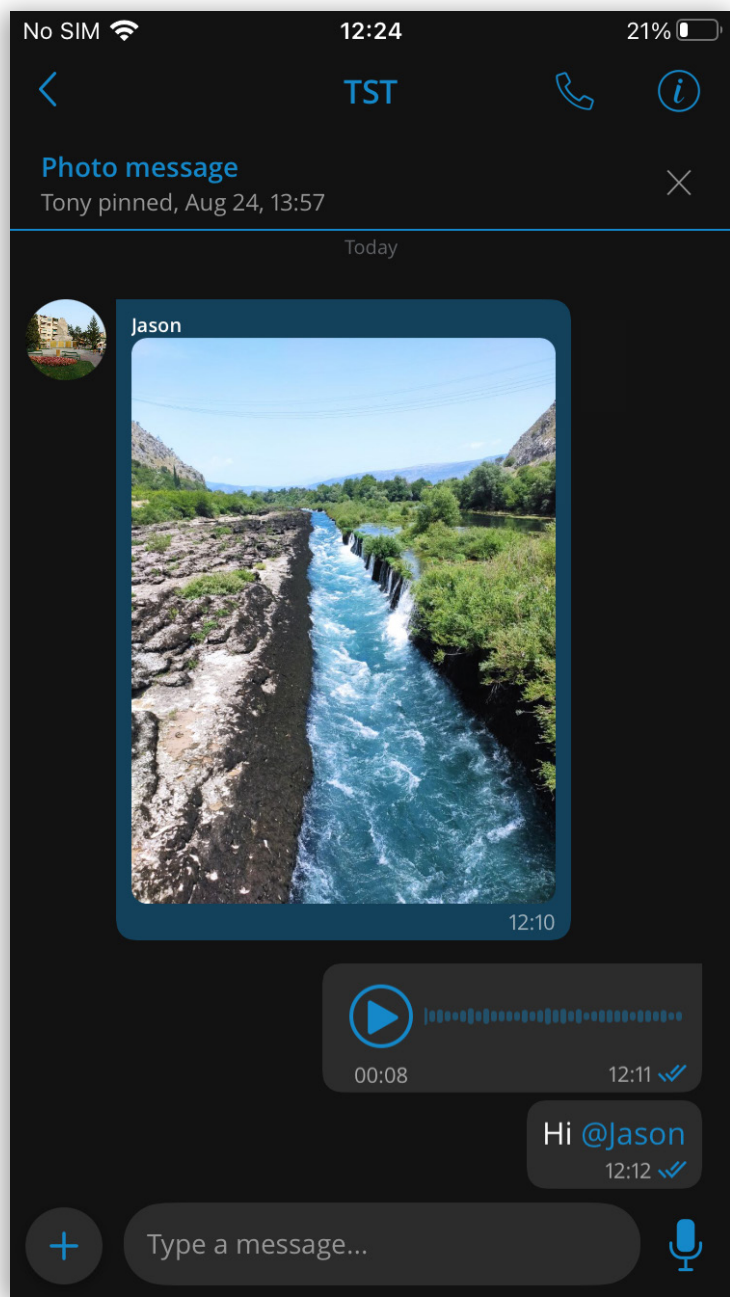 No SIM 12:24 21%
TST
Photo message
Tony pinned, Aug 24, 13:57
Today
Jason
12:10
00:08 12:11
Hi @Jason
12:12
Type a message...